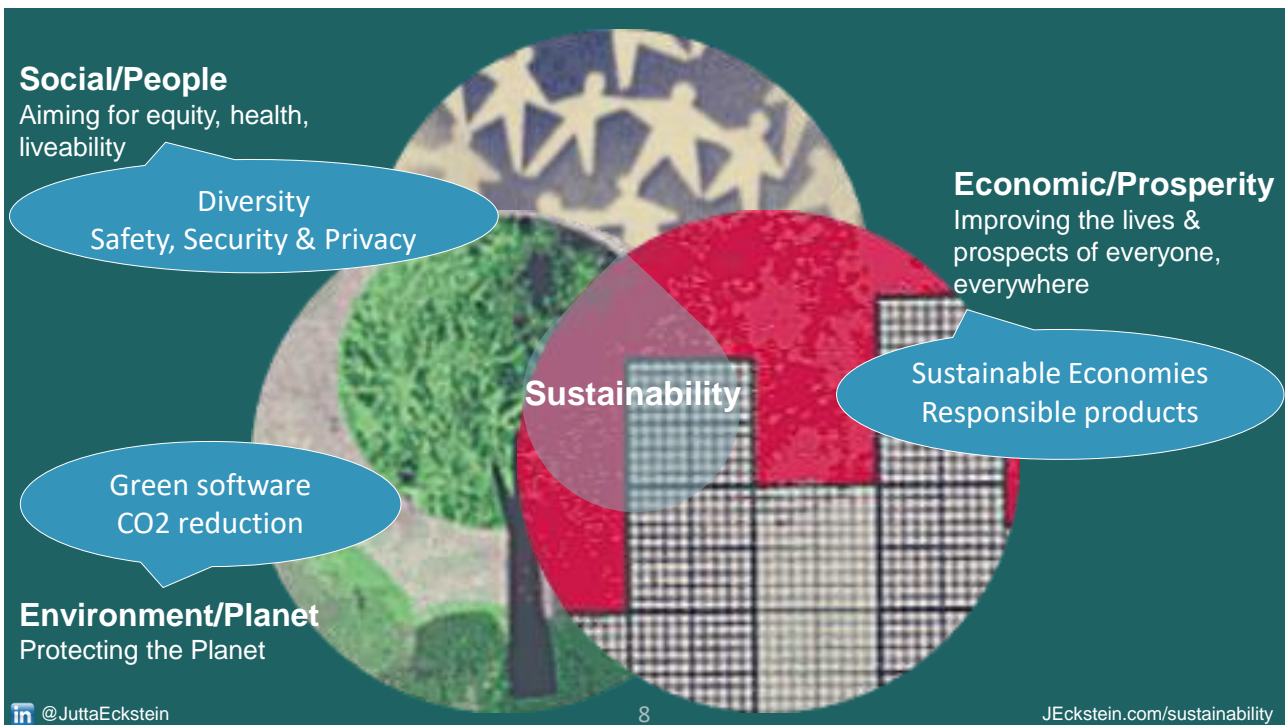 Social/People
Aiming for equity, health,
liveability
Diversity
Safety, Security & Privacy
Economic/Prosperity
Improving the lives &
prospects of everyone,
everywhere
Sustainable Economies
Responsible products
Sustainability
Green software
CO2 reduction
Environment/Planet
Protecting the Planet
in @JuttaEckstein
8
JEckstein.com/sustainability